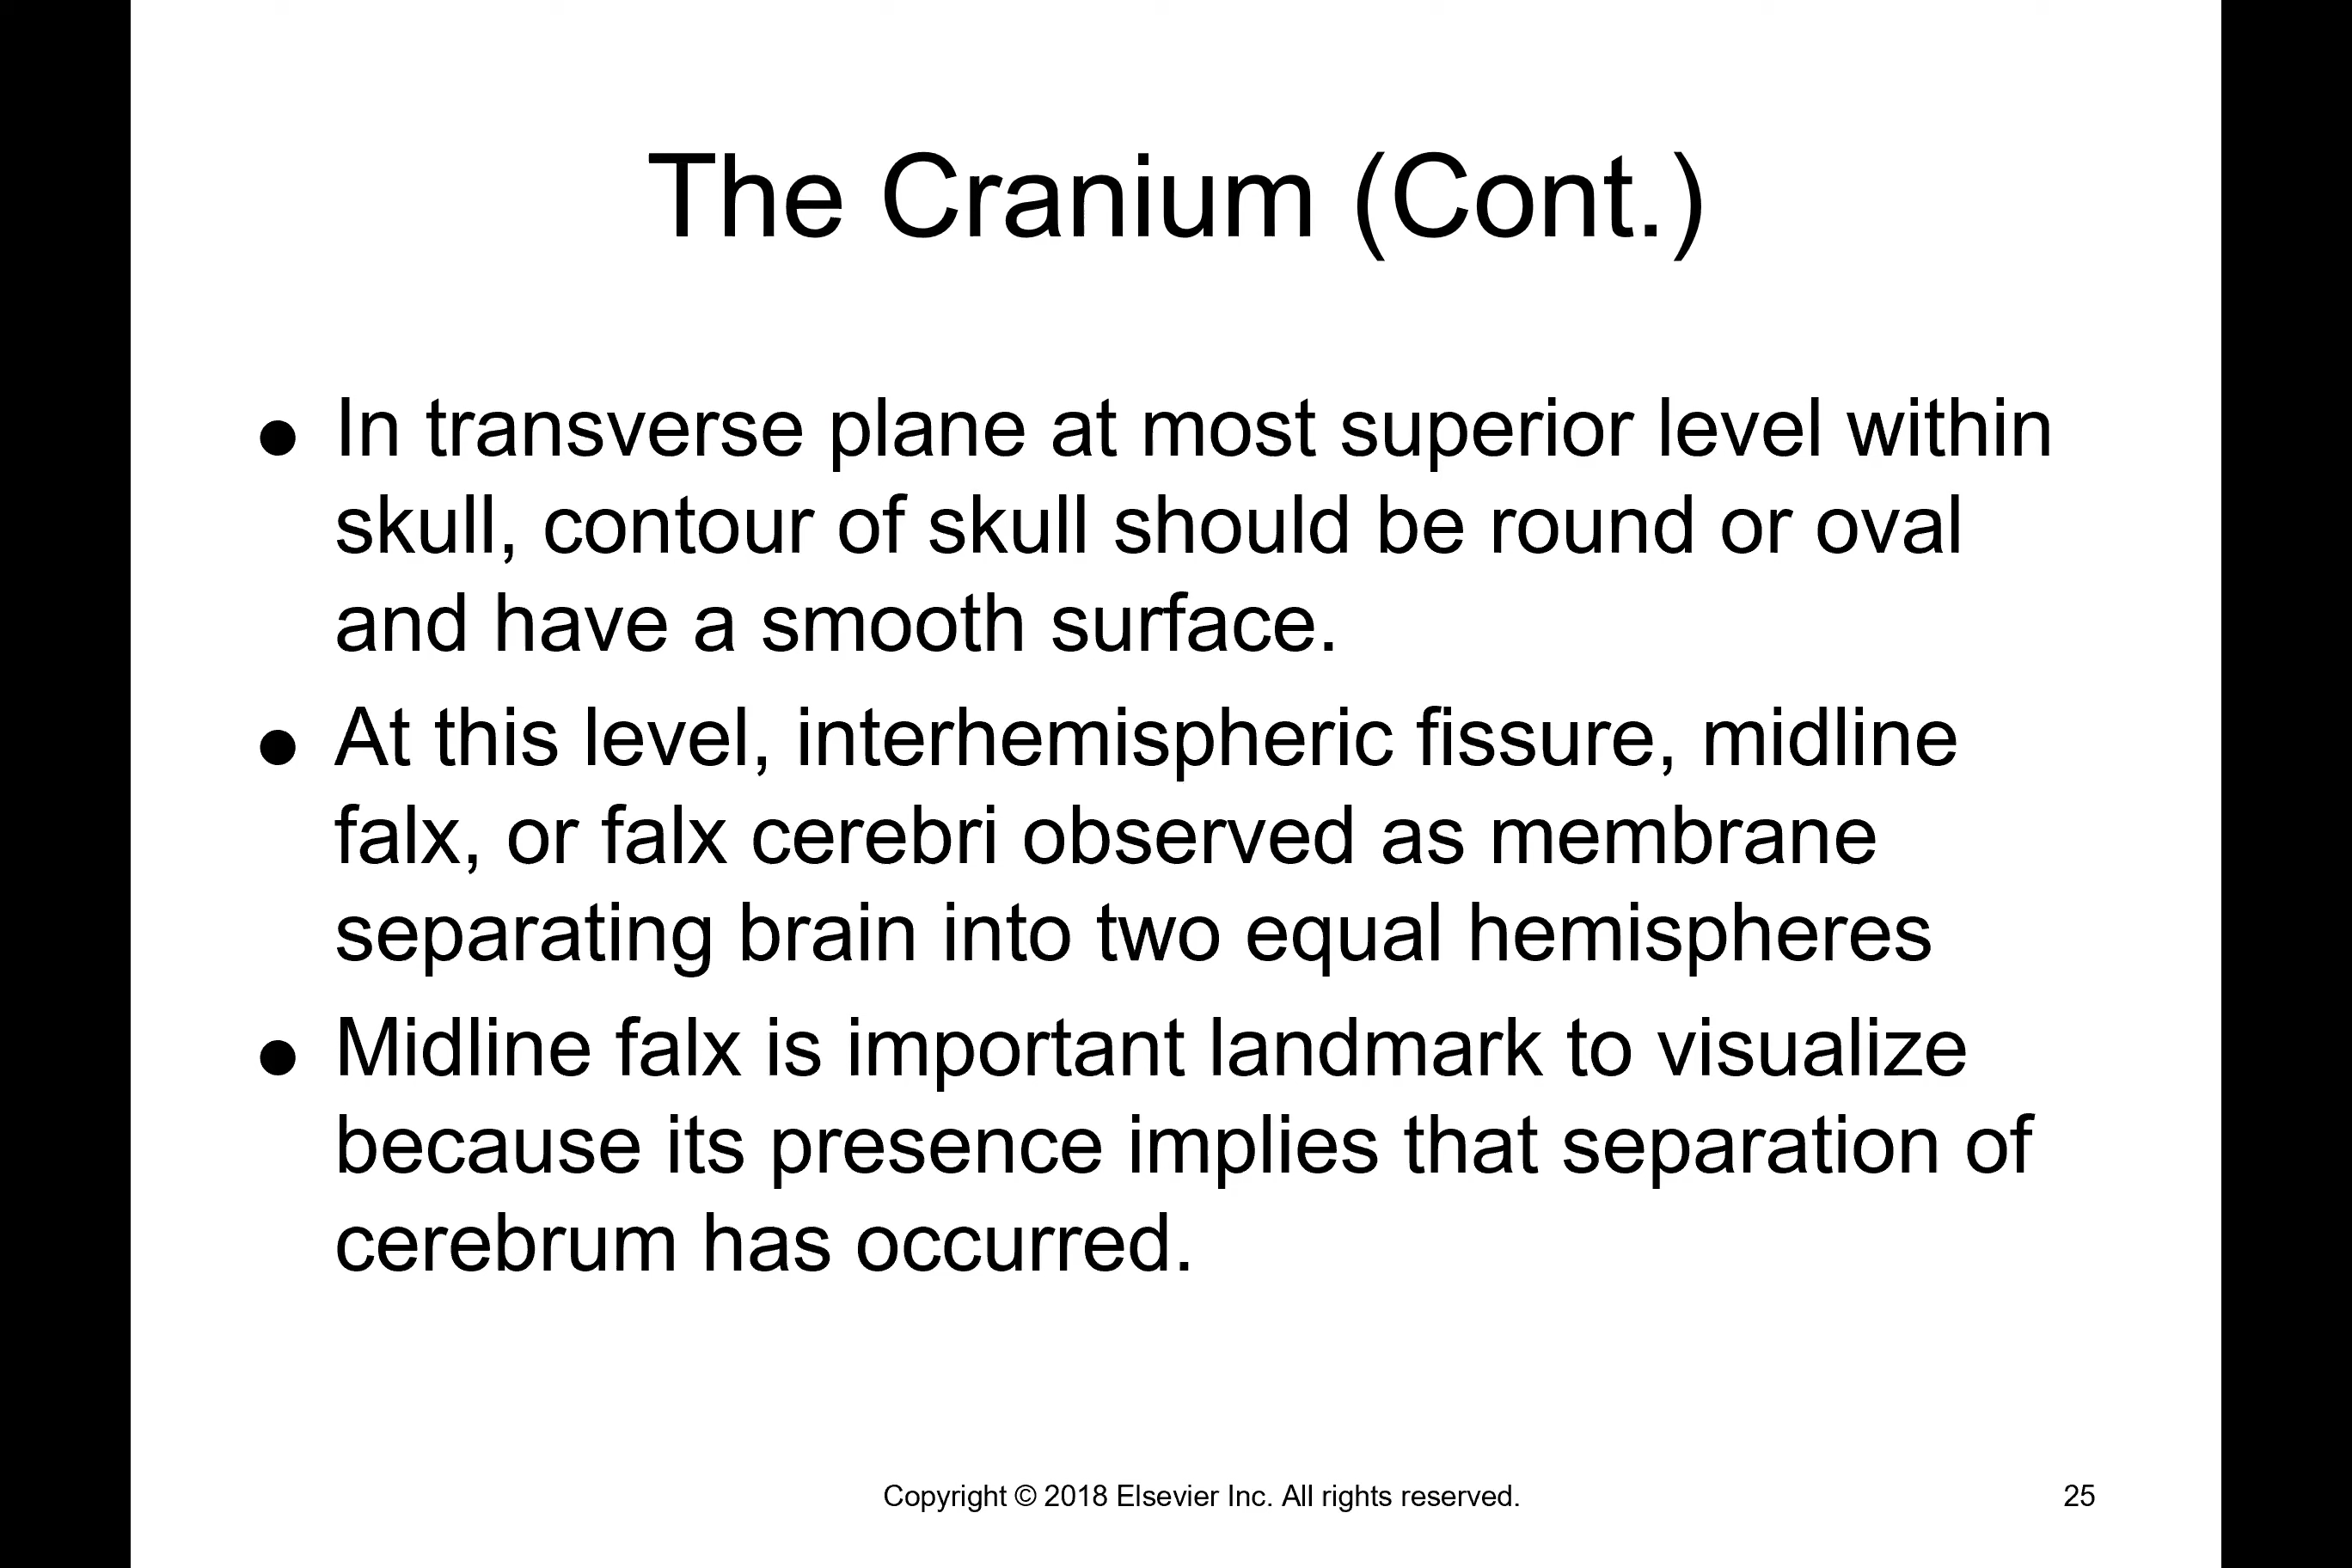 The Cranium (Cont.)
● In transverse plane at most superior level within
skull, contour of skull should be round or oval
and have a smooth surface.
● At this level, interhemispheric fissure, midline
falx, or falx cerebri observed as membrane
separating brain into two equal hemispheres
● Midline falx is important landmark to visualize
because its presence implies that separation of
cerebrum has occurred.
Copyright © 2018 Elsevier Inc. All rights reserved.
25